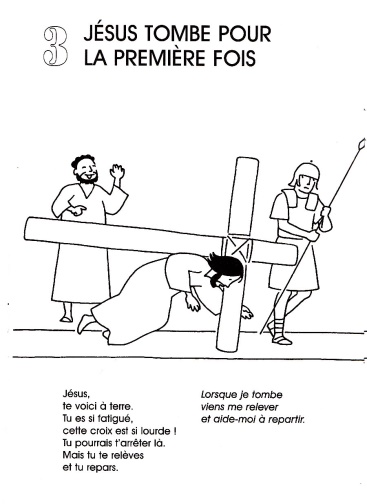 3 JÉSUS TOMBE POUR
LA PREMIÈRE FOIS
Jésus,
te voici à terre.
Tu es si fatigué,
cette croix est si lourde !
Tu pourrais t'arrêter là.
Mais tu te relèves
et tu repars.
Lorsque je tombe
viens me relever
et aide-moi à repartir.